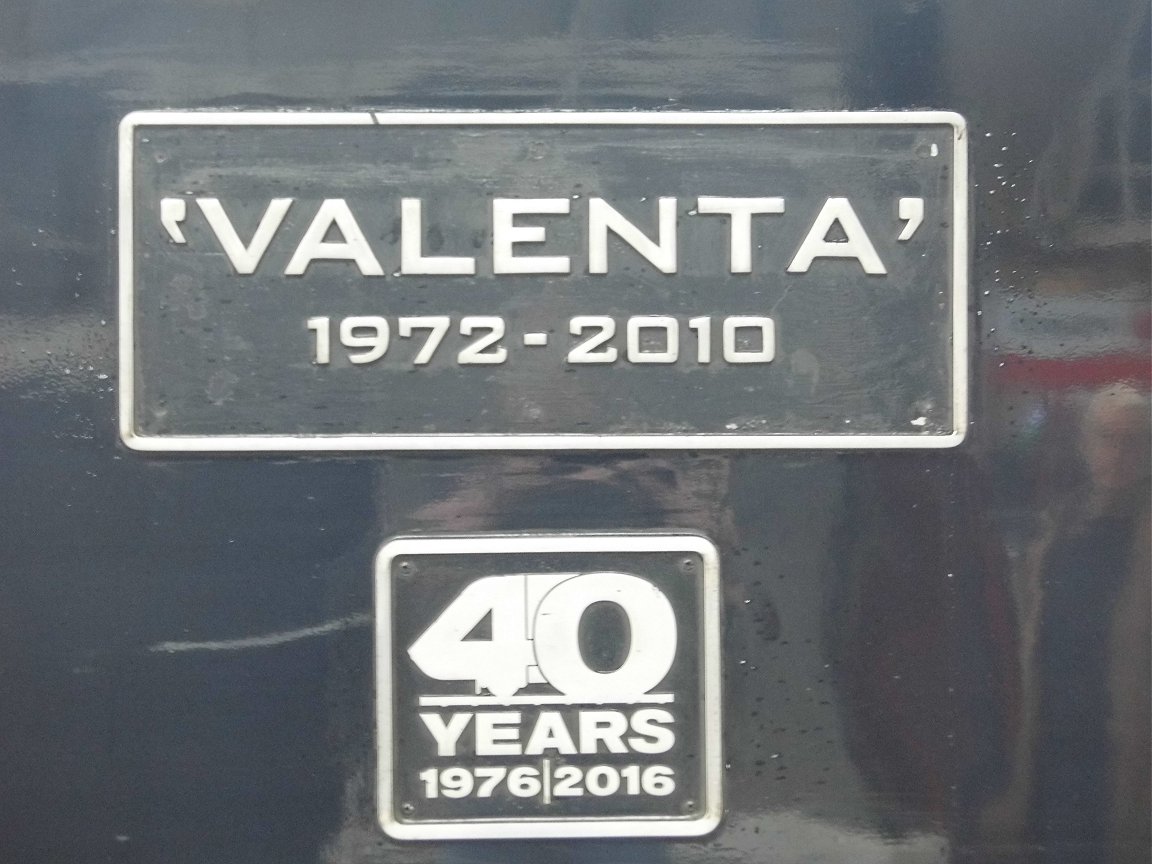 ‘VALENTA’
1972 - 2010
40
YEARS
1976|2016